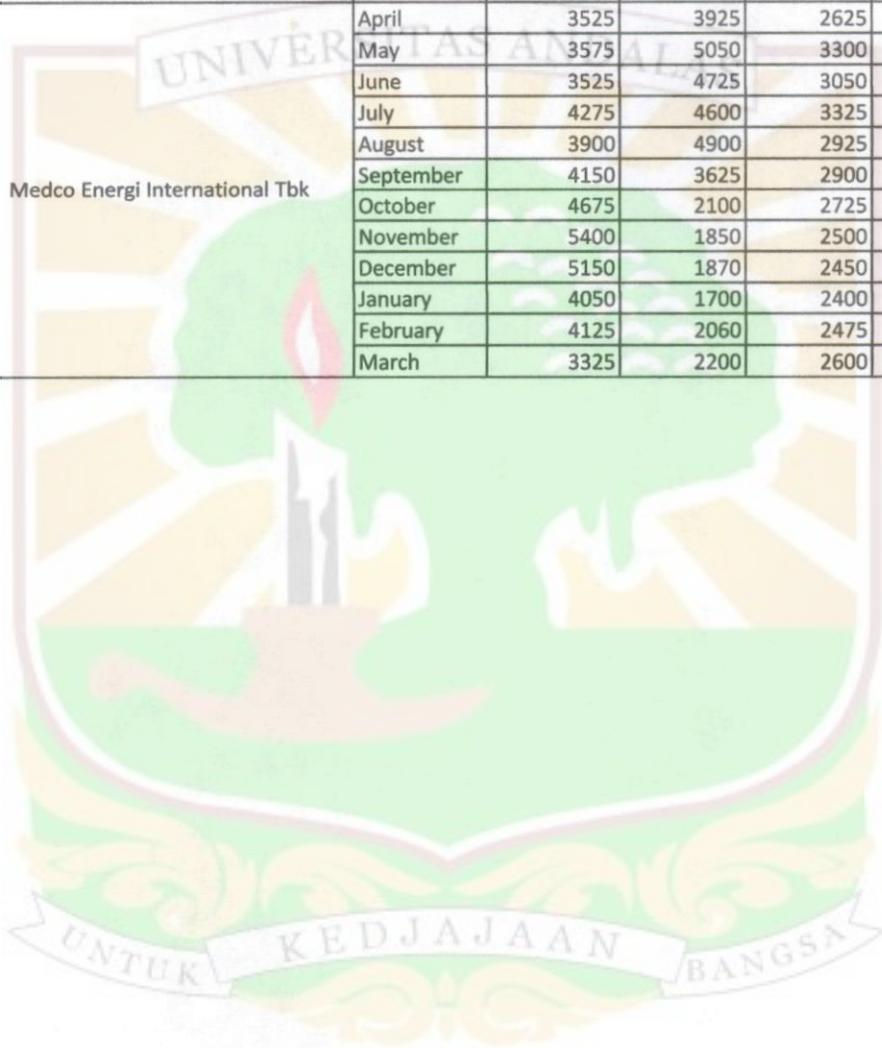 April 3525 3925 2625
UNIVERSITAS ANDALAS
May 3575 5050 3300
June 3525 4725 3050
July 4275 4600 3325
August 3900 4900 2925
Medco Energi International Tbk September 4150 3625 2900
October 4675 2100 2725
November 5400 1850 2500
December 5150 1870 2450
January 4050 1700 2400
February 4125 2060 2475
March 3325 2200 2600
UNTUK KEDJAJAAN BANGSA